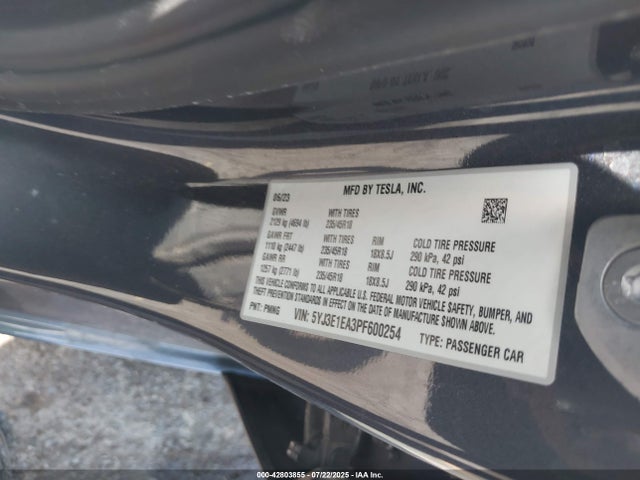 MFD BY TESLA, INC.
05/23
GVWR WITH TIRES
2129 kg (4694 lb) 235/45R18
GAWR FRT WITH TIRES RIM COLD TIRE PRESSURE
1110 kg (2447 lb) 235/45R18 18X8.5J 290 kPa, 42 psi
GAWR RR WITH TIRES RIM COLD TIRE PRESSURE
1257 kg (2771 lb) 235/45R18 18X8.5J 290 kPa, 42 psi
THIS VEHICLE CONFORMS TO ALL APPLICABLE FEDERAL MOTOR VEHICLE SAFETY, BUMPER, AND
THEFT PREVENTION STANDARDS IN EFFECT ON THE DATE OF MANUFACTURE SHOWN ABOVE.
PNT: PMNG VIN: 5YJ3E1EA3PF600254 TYPE: PASSENGER CAR
000-42803855 - 07/22/2025 - IAA Inc.